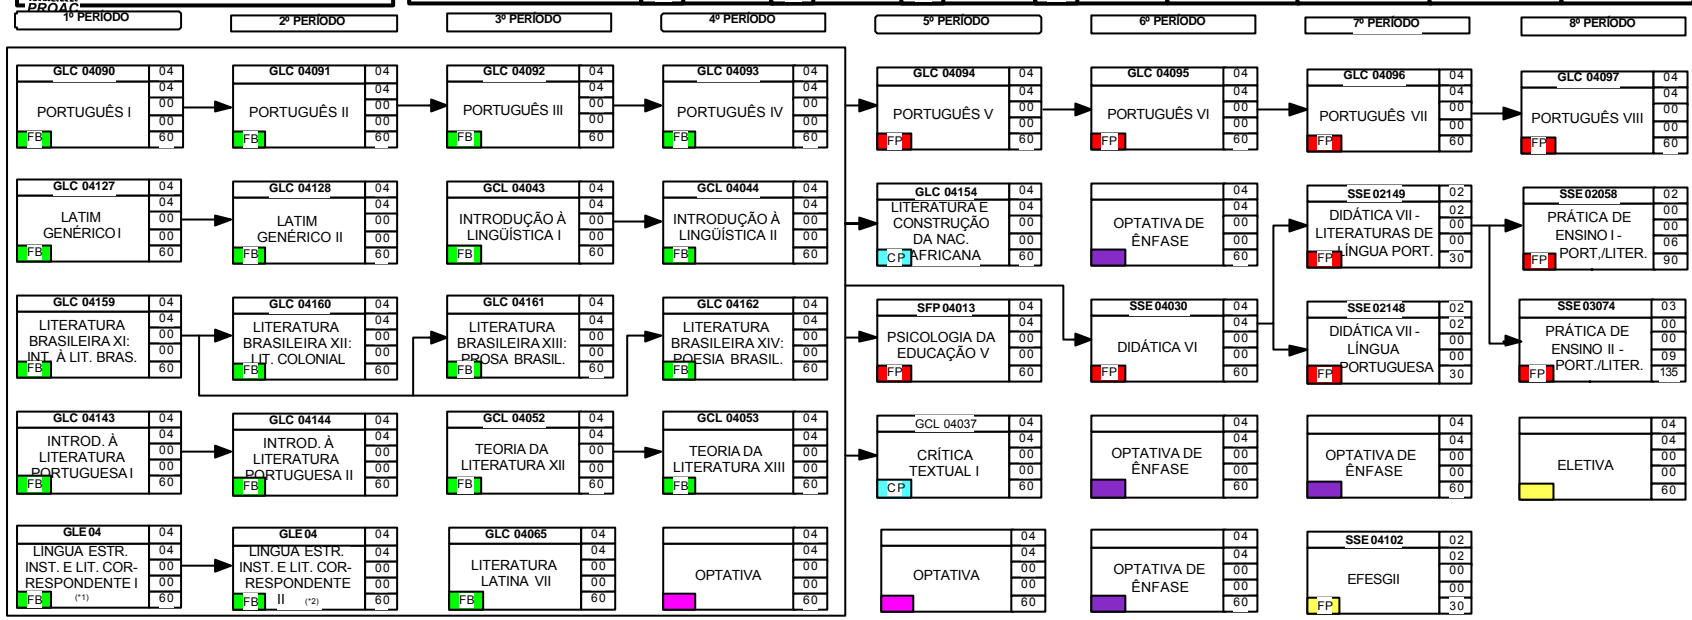 PROAC
1º PERÍODO
2º PERÍODO
3º PERÍODO
4º PERÍODO
5º PERÍODO
6º PERÍODO
7º PERÍODO
8º PERÍODO
GLC 04090
04
04
00
00
60
PORTUGUÊS I
FB
GLC 04091
04
04
00
00
60
PORTUGUÊS II
FB
GLC 04092
04
04
00
00
60
PORTUGUÊS III
FB
GLC 04093
04
04
00
00
60
PORTUGUÊS IV
FB
GLC 04094
04
04
00
00
60
PORTUGUÊS V
FP
GLC 04095
04
04
00
00
60
PORTUGUÊS VI
FP
GLC 04096
04
04
00
00
60
PORTUGUÊS VII
FP
GLC 04097
04
04
00
00
60
PORTUGUÊS VIII
FP
GLC 04127
04
04
00
00
60
LATIM
GENÉRICO I
FB
GLC 04128
04
04
00
00
60
LATIM
GENÉRICO II
FB
GCL 04043
04
04
00
00
60
INTRODUÇÃO À
LINGÜÍSTICA I
FB
GCL 04044
04
04
00
00
60
INTRODUÇÃO À
LINGÜÍSTICA II
FB
GLC 04154
04
04
00
00
60
LITERATURA E
CONSTRUÇÃO
DA NAC.
AFRICANA
CP
04
04
00
00
60
OPTATIVA DE
ÊNFASE
SSE 02149
02
02
00
00
30
DIDÁTICA VII -
LITERATURAS DE
LÍNGUA PORT.
FP
SSE 02058
02
00
00
06
90
PRÁTICA DE
ENSINO I -
PORT,/LITER.
FP
GLC 04159
04
04
00
00
60
LITERATURA
BRASILEIRA XI:
INT. À LIT. BRAS.
FB
GLC 04160
04
04
00
00
60
LITERATURA
BRASILEIRA XII:
LIT. COLONIAL
FB
GLC 04161
04
04
00
00
60
LITERATURA
BRASILEIRA XIII:
PROSA BRASIL.
FB
GLC 04162
04
04
00
00
60
LITERATURA
BRASILEIRA XIV:
POESIA BRASIL.
FB
SFP 04013
04
04
00
00
60
PSICOLOGIA DA
EDUCAÇÃO V
FP
SSE 04030
04
04
00
00
60
DIDÁTICA VI
FP
SSE 02148
02
02
00
00
30
DIDÁTICA VII -
LÍNGUA
PORTUGUESA
FP
SSE 03074
03
00
00
09
135
PRÁTICA DE
ENSINO II -
PORT./LITER.
FP
GLC 04143
04
04
00
00
60
INTROD. À
LITERATURA
PORTUGUESA I
FB
GLC 04144
04
04
00
00
60
INTROD. À
LITERATURA
PORTUGUESA II
FB
GCL 04052
04
04
00
00
60
TEORIA DA
LITERATURA XII
FB
GCL 04053
04
04
00
00
60
TEORIA DA
LITERATURA XIII
FB
GCL 04037
04
04
00
00
60
CRÍTICA
TEXTUAL I
CP
04
04
00
00
60
OPTATIVA DE
ÊNFASE
04
04
00
00
60
OPTATIVA DE
ÊNFASE
04
04
00
00
60
ELETIVA
GLE 04
04
04
00
00
60
LINGUA ESTR.
INST. E LIT. COR-
RESPONDENTE I
(*1)
FB
GLE 04
04
04
00
00
60
LINGUA ESTR.
INST. E LIT. COR-
RESPONDENTE
II (*2)
FB
GLC 04065
04
04
00
00
60
LITERATURA
LATINA VII
FB
04
04
00
00
60
OPTATIVA
04
04
00
00
60
OPTATIVA
04
04
00
00
60
OPTATIVA DE
ÊNFASE
SSE 04102
02
02
00
00
30
EFESGII
FP